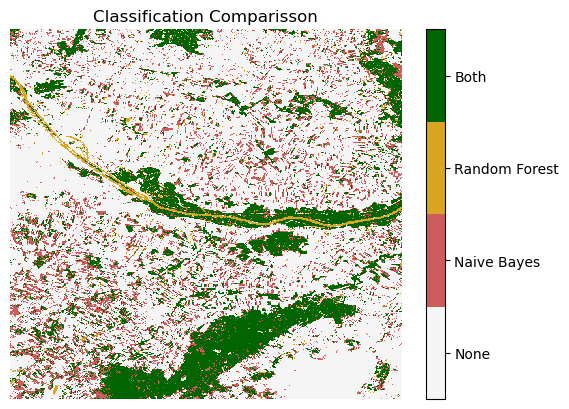 Classification Comparisson
Both
Random Forest
Naive Bayes
None